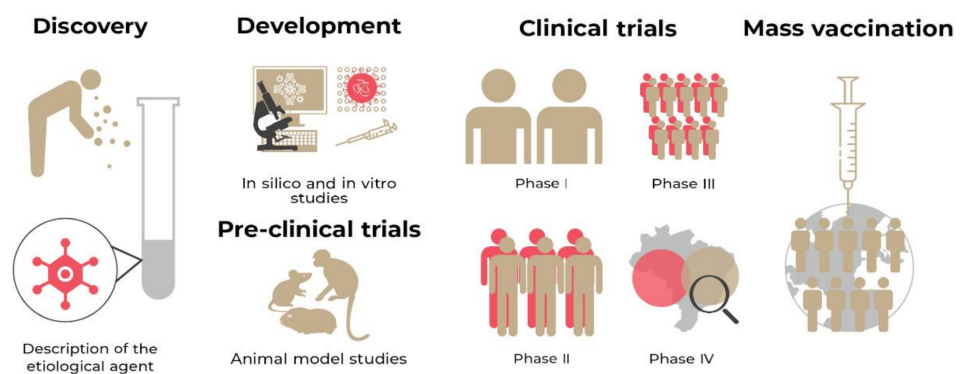 Discovery
Description of the
etiological agent
Development
In silico and in vitro
studies
Pre-clinical trials
Animal model studies
Clinical trials
Phase I
Phase III
Phase II
Phase IV
Mass vaccination